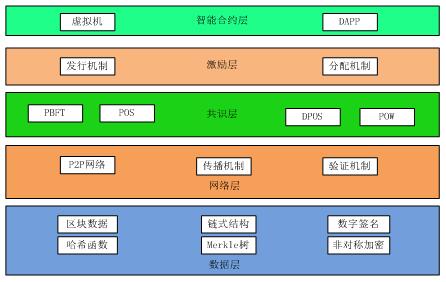 虚拟机 智能合约层 DAPP
发行机制 激励层 分配机制
PBFT POS 共识层 DPOS POW
P2P网络 传播机制 验证机制
网络层
区块数据 链式结构 数字签名
哈希函数 Merkle树 非对称加密
数据层